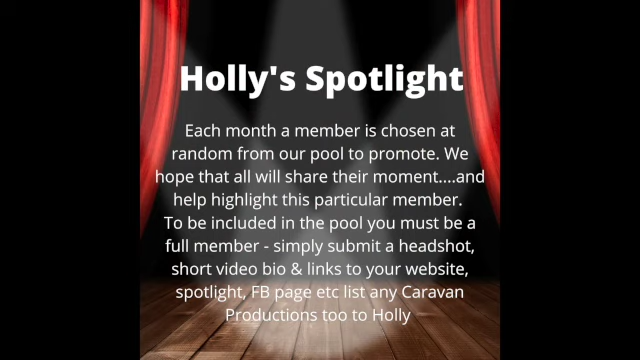 Holly's Spotlight
Each month a member is chosen at
random from our pool to promote. We
hope that all will share their moment....and
help highlight this particular member.
To be included in the pool you must be a
full member - simply submit a headshot,
short video bio & links to your website,
spotlight, FB page etc list any Caravan
Productions too to Holly